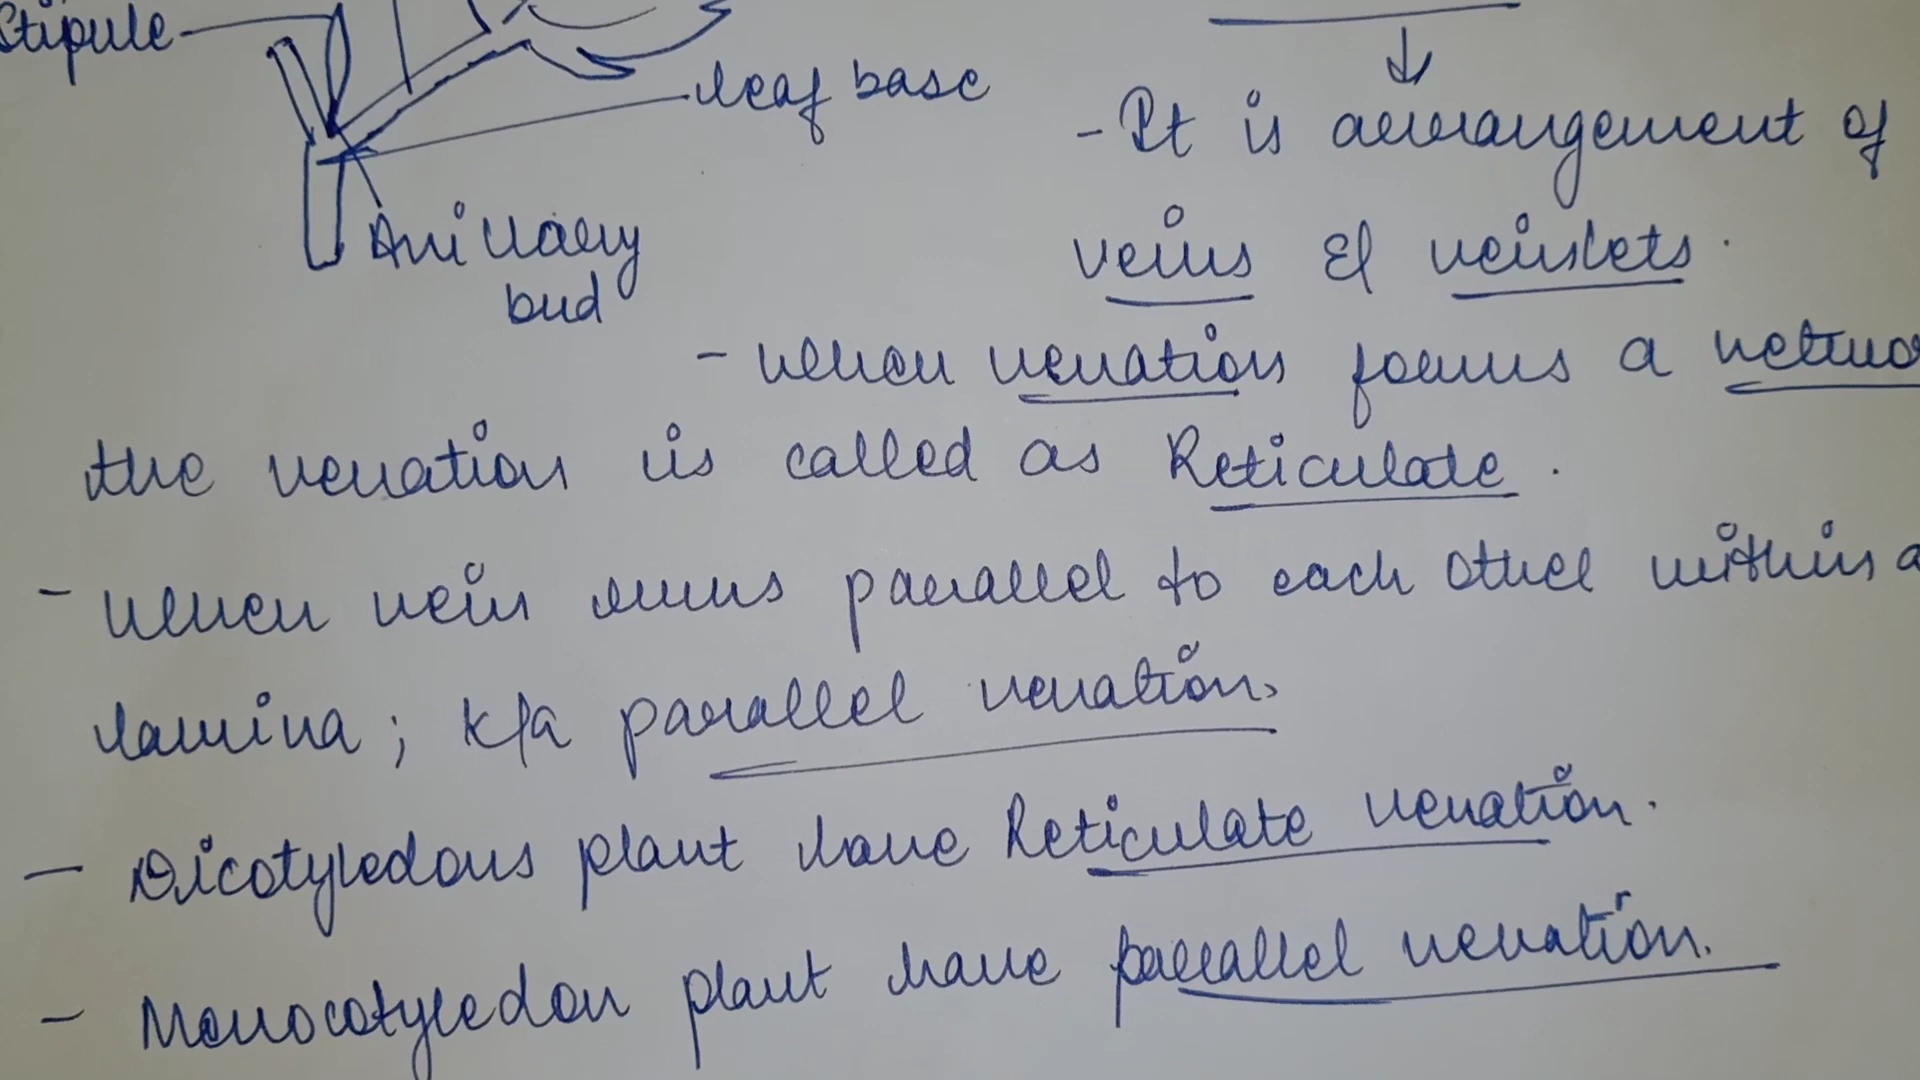 Stipule
leaf base
Axillary
bud
- It is arrangement of
veins & veinlets.
- when venation forms a netwo
the venation is called as Reticulate.
- when vein runs parallel to each other within a
lamina; k/a parallel venation.
- Dicotyledons plant have Reticulate venation.
- Monocotyledon plant have parallel venation.